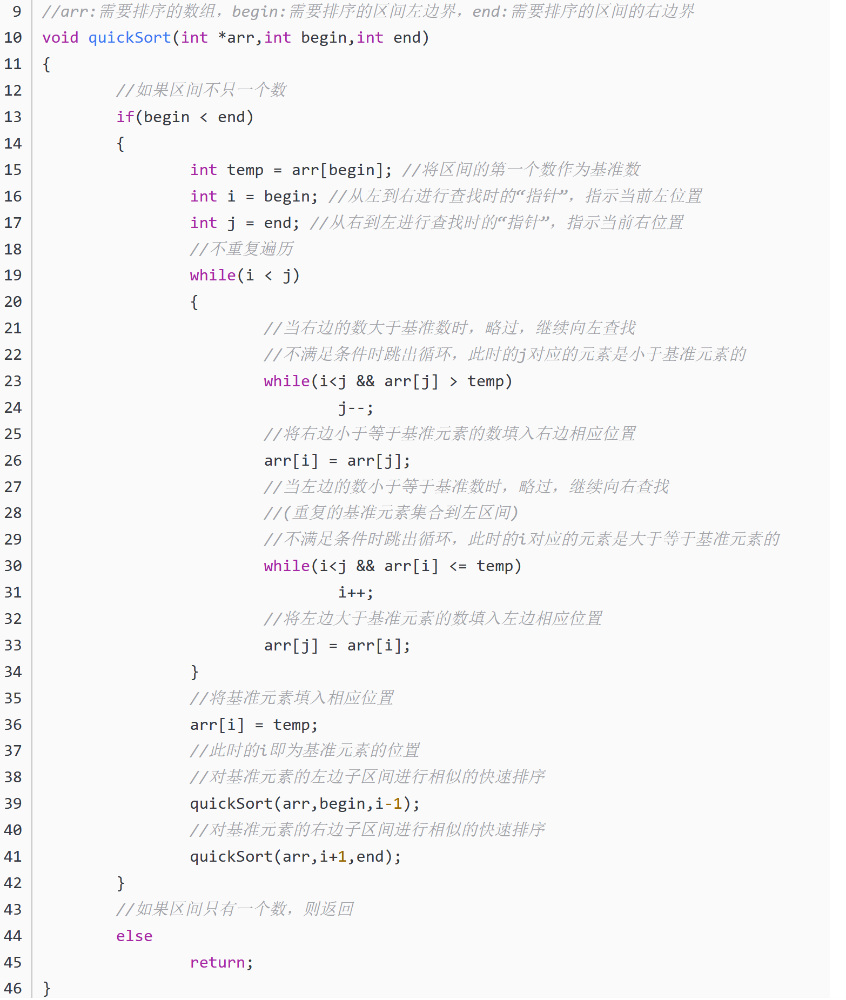 9 //arr:需要排序的数组，begin:需要排序的区间左边界，end:需要排序的区间的右边界
10 void quickSort(int *arr,int begin,int end)
11 {
12 //如果区间不只一个数
13 if(begin < end)
14 {
15 int temp = arr[begin]; //将区间的第一个数作为基准数
16 int i = begin; //从左到右进行查找时的“指针”，指示当前左位置
17 int j = end; //从右到左进行查找时的“指针”，指示当前右位置
18 //不重复遍历
19 while(i < j)
20 {
21 //当右边的数大于基准数时，略过，继续向左查找
22 //不满足条件时跳出循环，此时的j对应的元素是小于基准元素的
23 while(i<j && arr[j] > temp)
24 j--;
25 //将右边小于等于基准元素的数填入右边相应位置
26 arr[i] = arr[j];
27 //当左边的数小于等于基准数时，略过，继续向右查找
28 //(重复的基准元素集合到左区间)
29 //不满足条件时跳出循环，此时的i对应的元素是大于等于基准元素的
30 while(i<j && arr[i] <= temp)
31 i++;
32 //将左边大于基准元素的数填入左边相应位置
33 arr[j] = arr[i];
34 }
35 //将基准元素填入相应位置
36 arr[i] = temp;
37 //此时的i即为基准元素的位置
38 //对基准元素的左边子区间进行相似的快速排序
39 quickSort(arr,begin,i-1);
40 //对基准元素的右边子区间进行相似的快速排序
41 quickSort(arr,i+1,end);
42 }
43 //如果区间只有一个数，则返回
44 else
45 return;
46 }